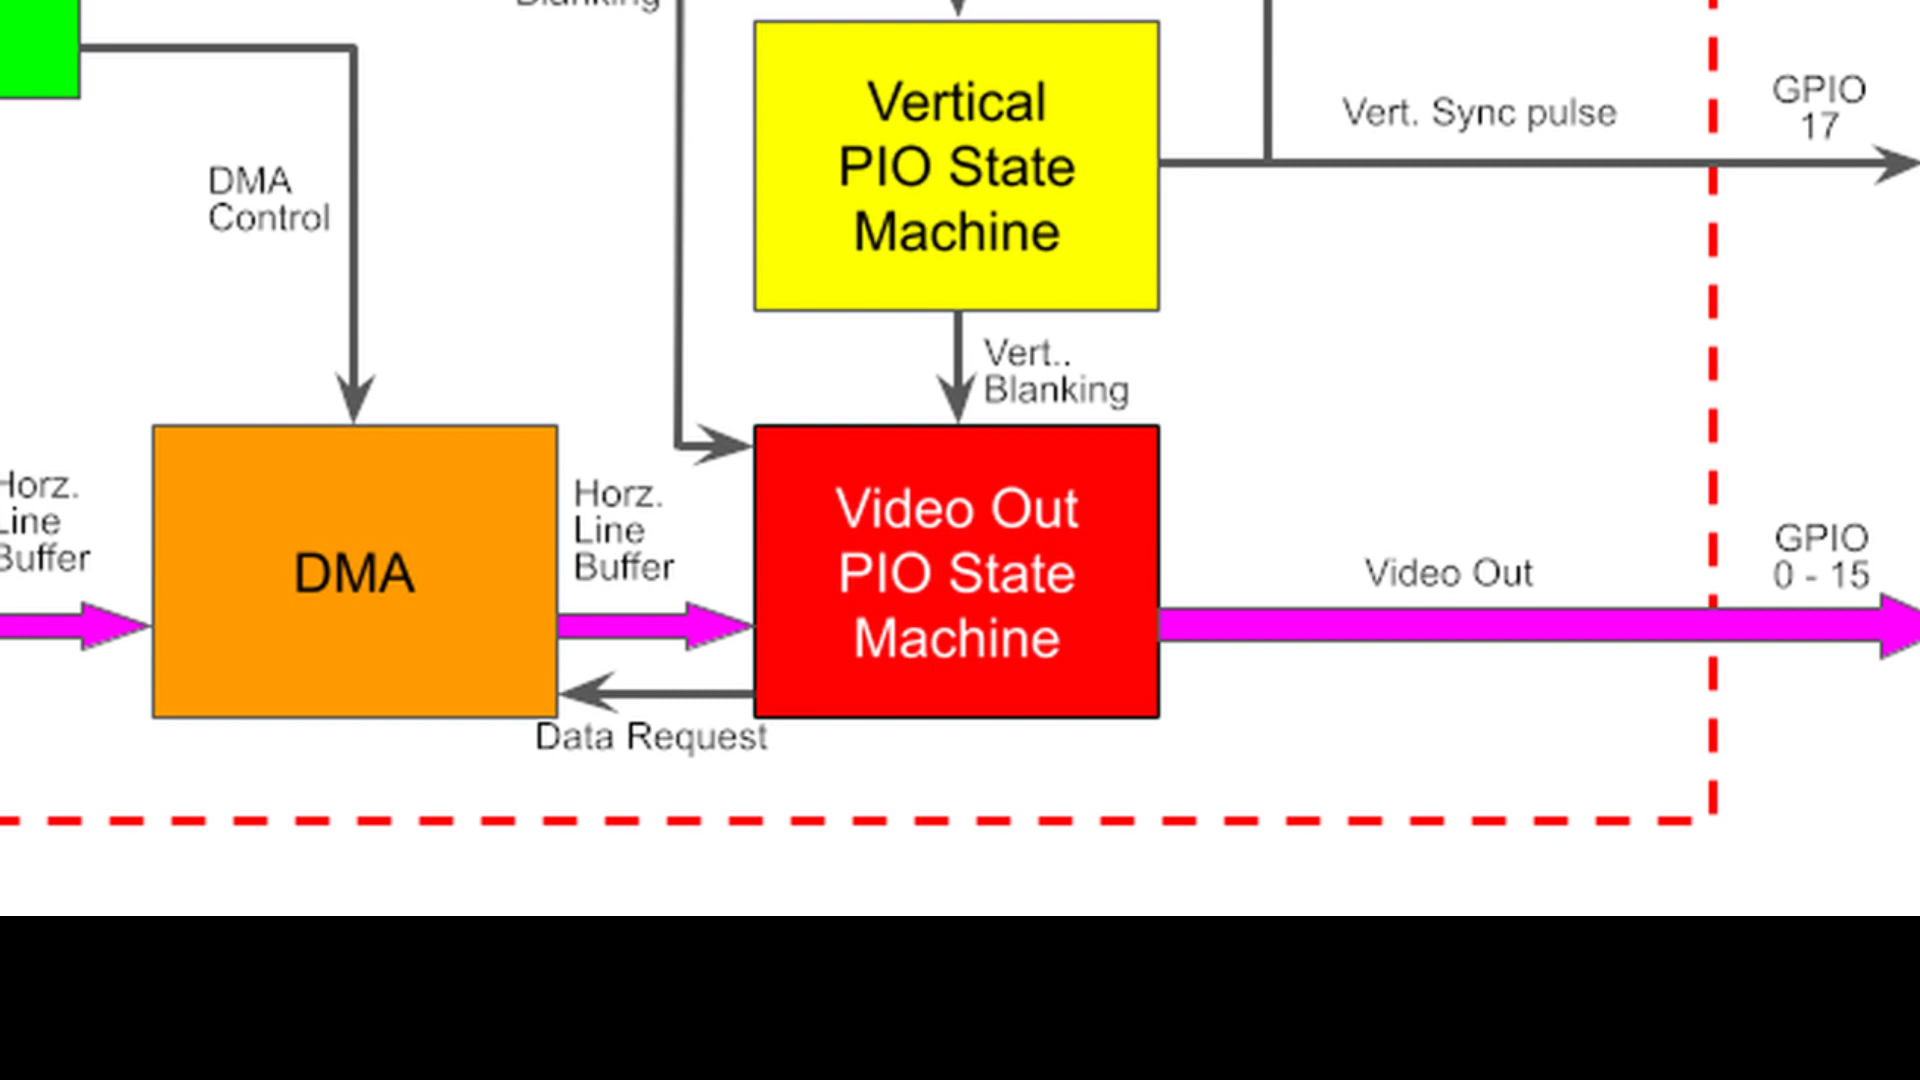 Blanking
Vertical
PIO State
Machine
Vert. Sync pulse
GPIO
17
DMA
Control
Vert..
Blanking
Horz.
Line
Buffer
DMA
Horz.
Line
Buffer
Video Out
PIO State
Machine
Video Out
GPIO
0 - 15
Data Request